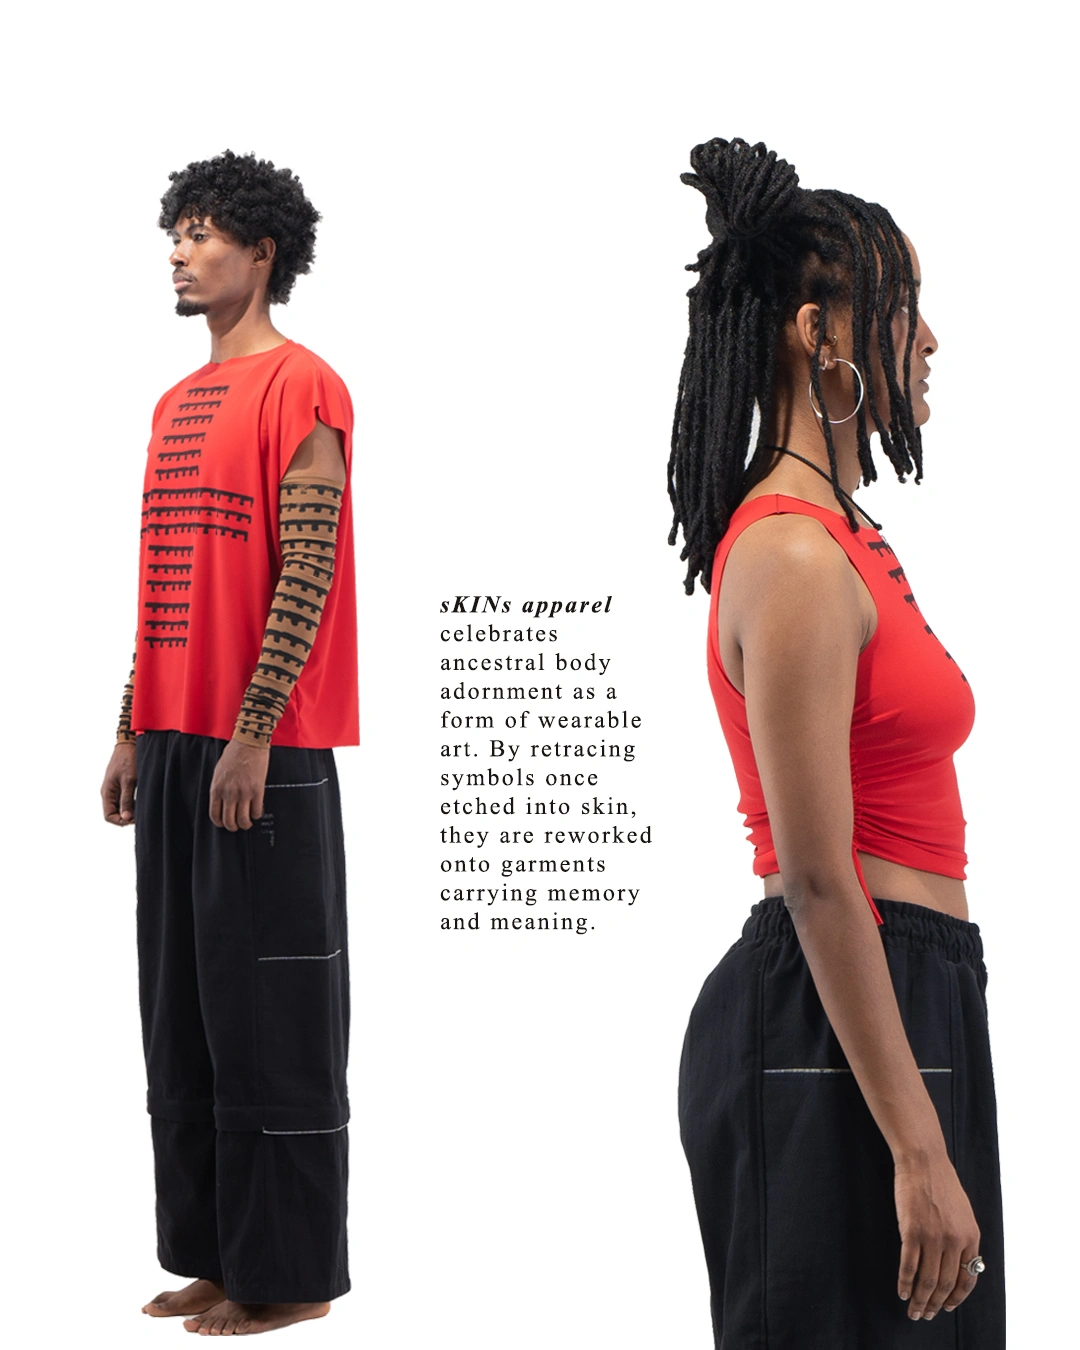 sKINs apparel
celebrates
ancestral body
adornment as a
form of wearable
art. By retracing
symbols once
etched into skin,
they are reworked
onto garments
carrying memory
and meaning.